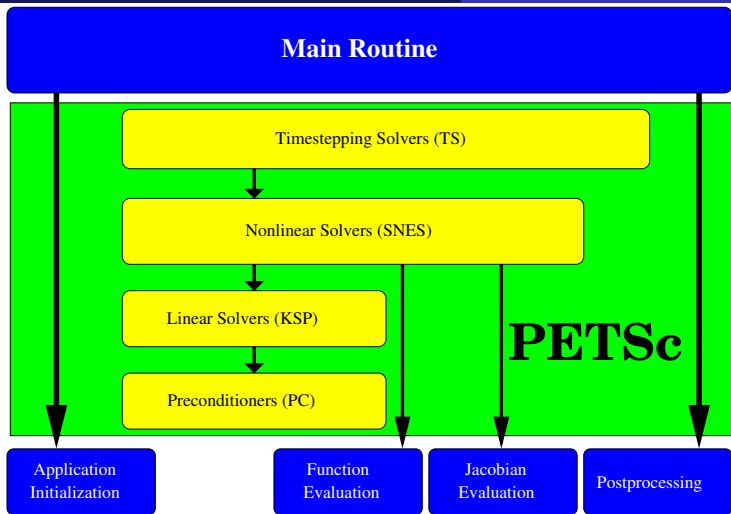 Main Routine
Timestepping Solvers (TS)
Nonlinear Solvers (SNES)
Linear Solvers (KSP)
PETSc
Preconditioners (PC)
Application
Initialization
Function
Evaluation
Jacobian
Evaluation
Postprocessing